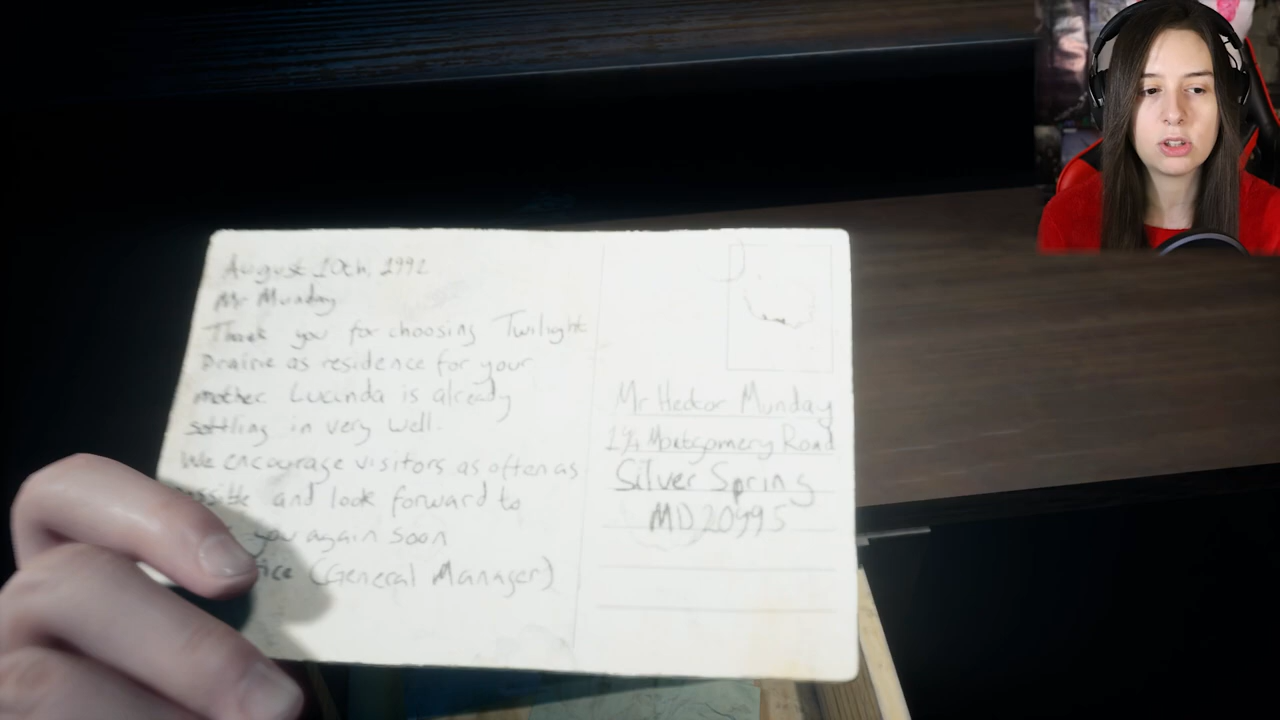 August 10th, 1992
Mr Munday
Thank you for choosing Twilight
Prairie as residence for your
mother Lucinda is already
settling in very well.
We encourage visitors as often as
and look forward to
you again soon
(General Manager)
Mr Hector Munday
Montgomery Road
Silver Spring
MD 20995